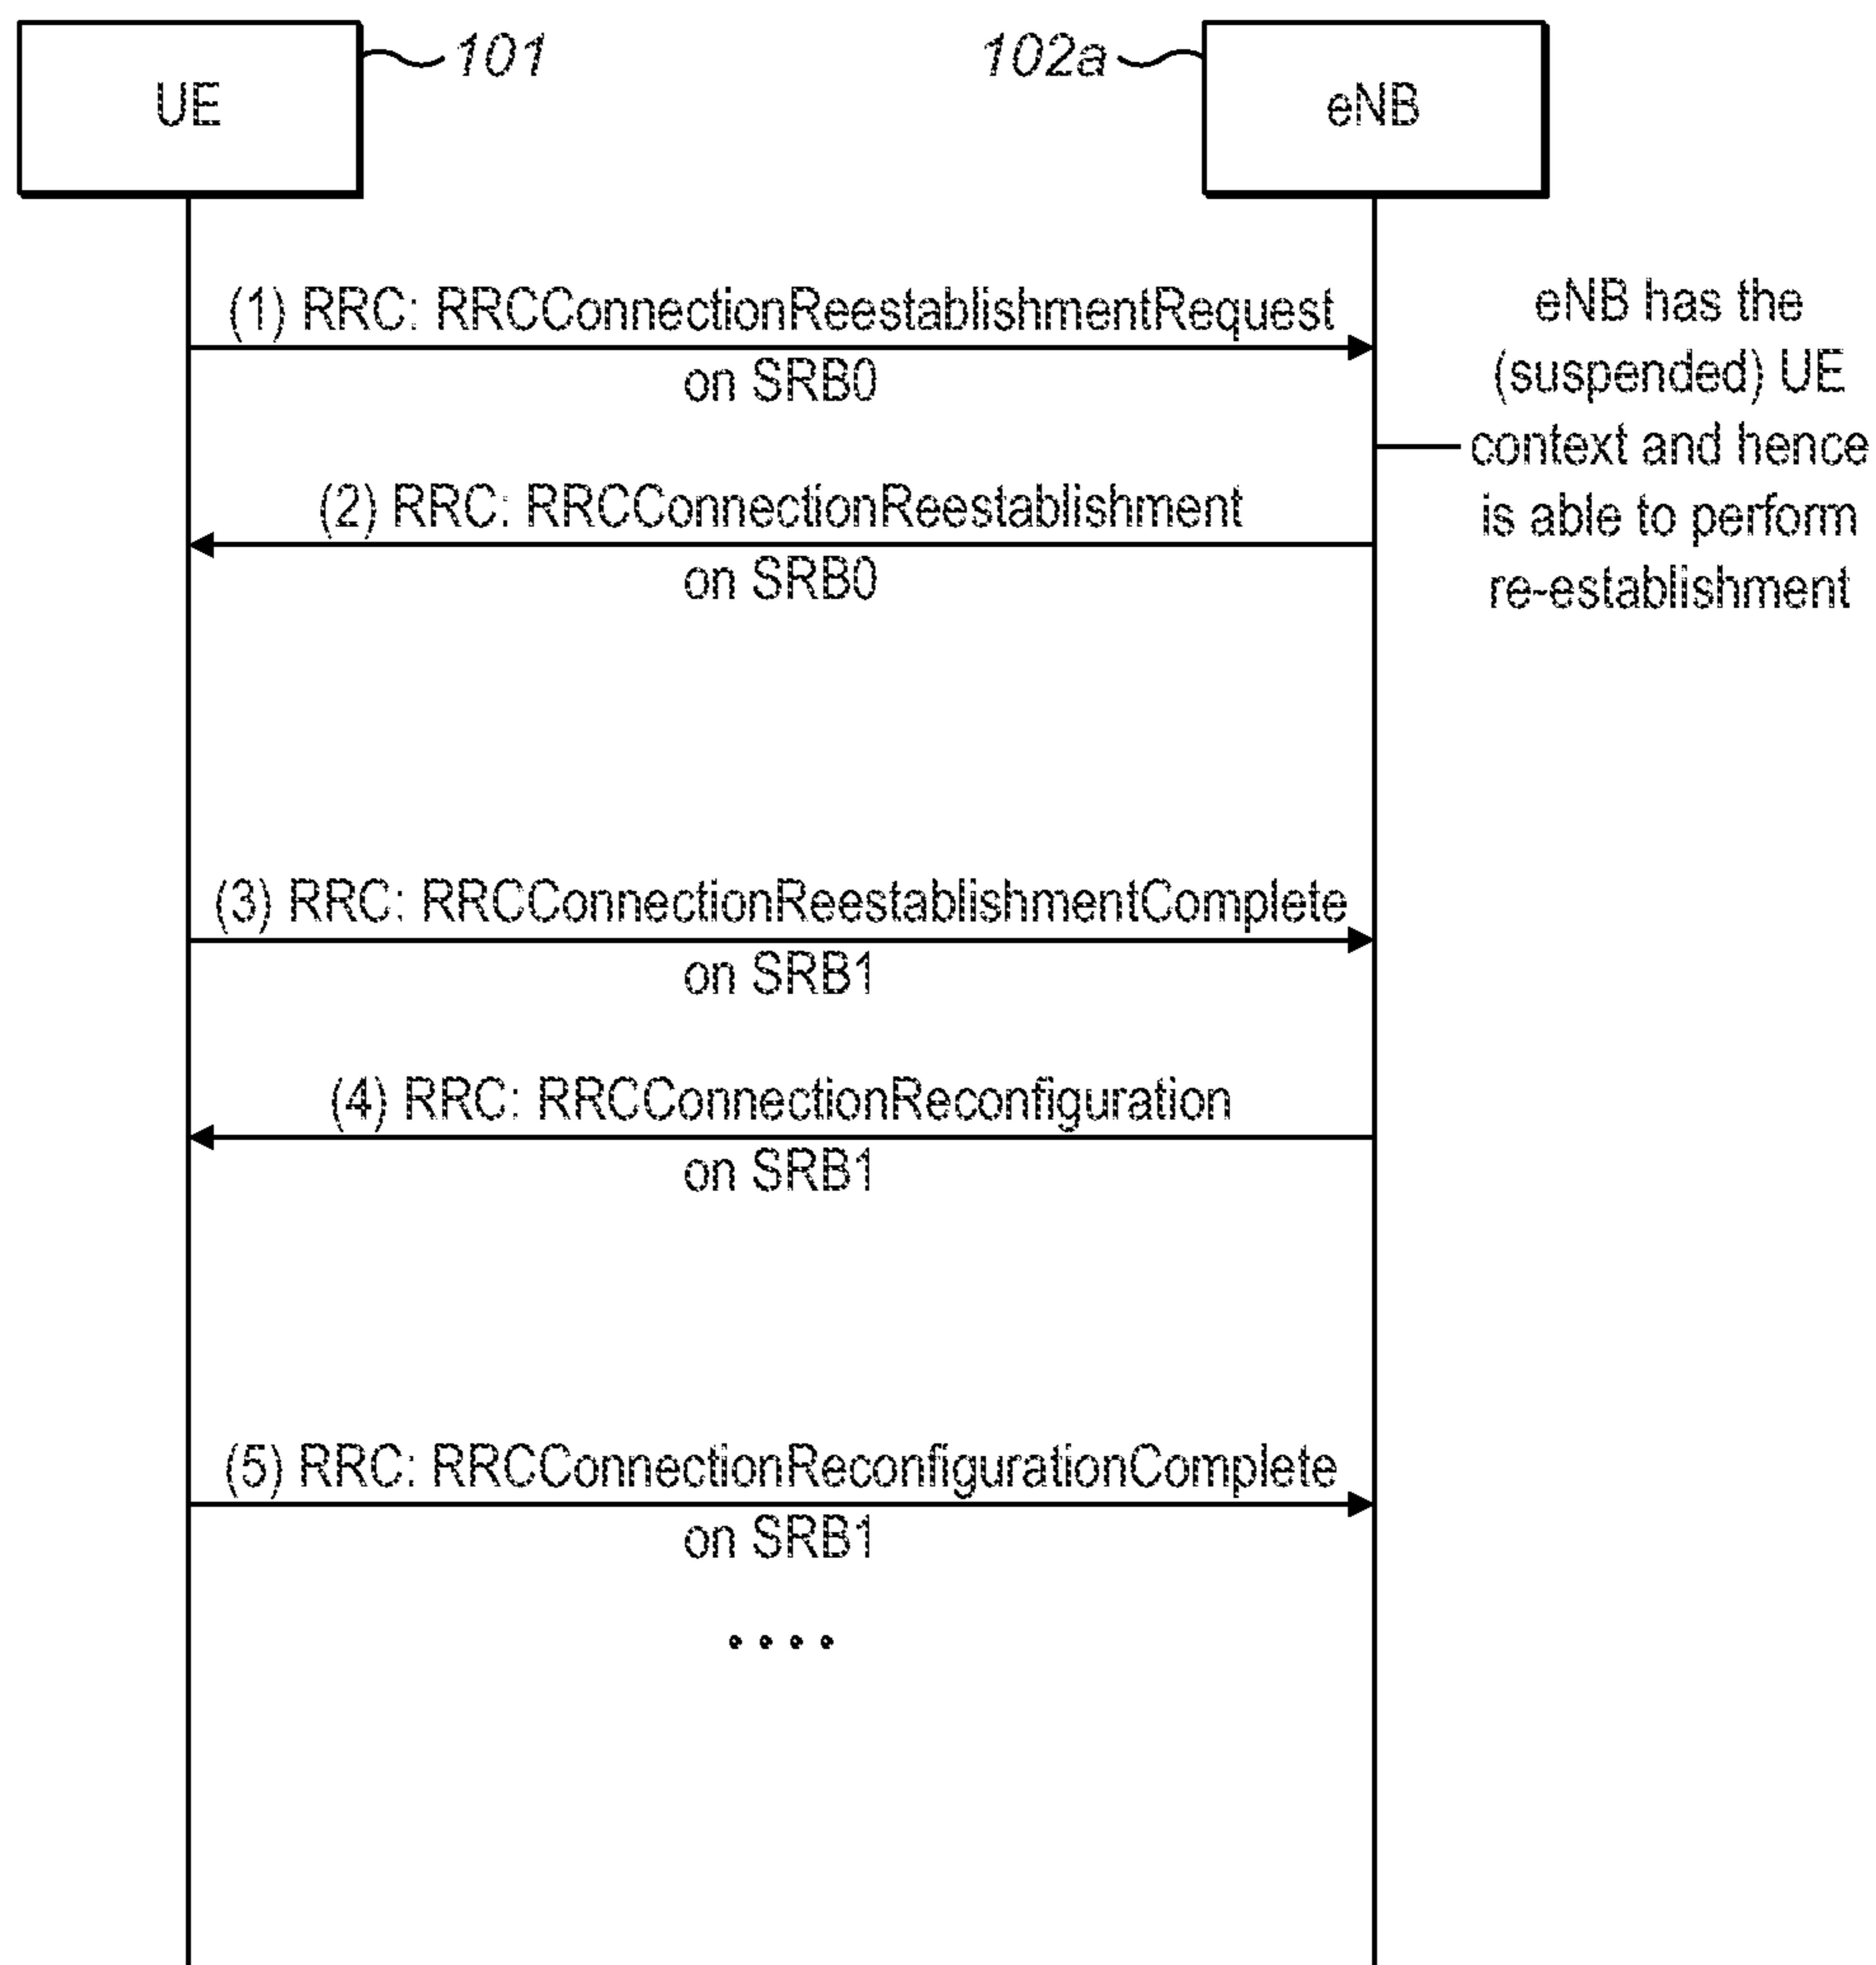 UE
101
102a
eNB
(1) RRC: RRCConnectionReestablishmentRequest
on SRB0
eNB has the
(suspended) UE
context and hence
is able to perform
re-establishment
(2) RRC: RRCConnectionReestablishment
on SRB0
(3) RRC: RRCConnectionReestablishmentComplete
on SRB1
(4) RRC: RRCConnectionReconfiguration
on SRB1
(5) RRC: RRCConnectionReconfigurationComplete
on SRB1
....